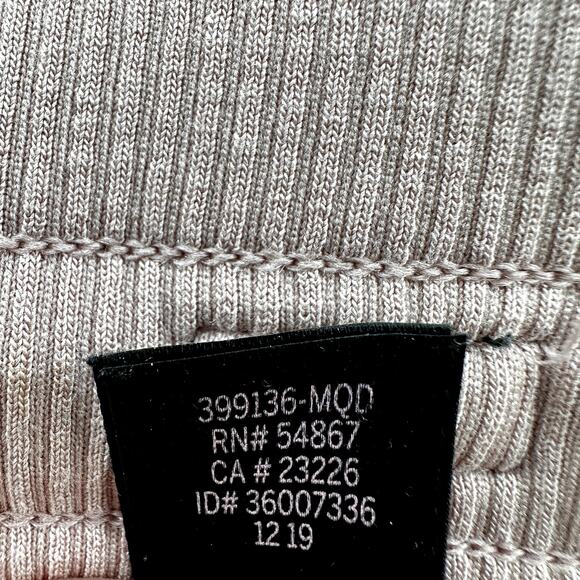 399136-MQD
RN# 54867
CA # 23226
ID# 36007336
12 19